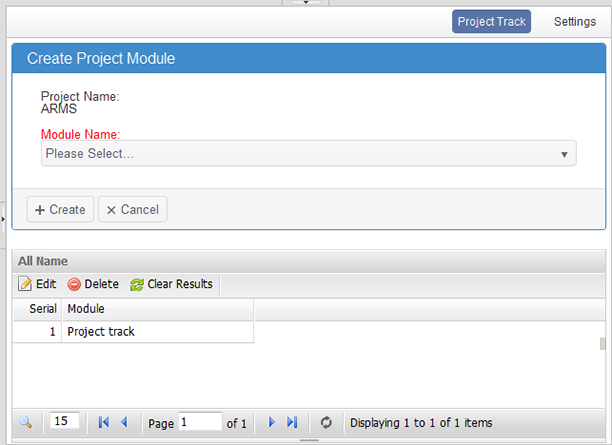 Project Track Settings
Create Project Module
Project Name:
ARMS
Module Name:
Please Select...
Create Cancel
All Name
Edit Delete Clear Results
Serial Module
1 Project track
15 Page 1 of 1 Displaying 1 to 1 of 1 items